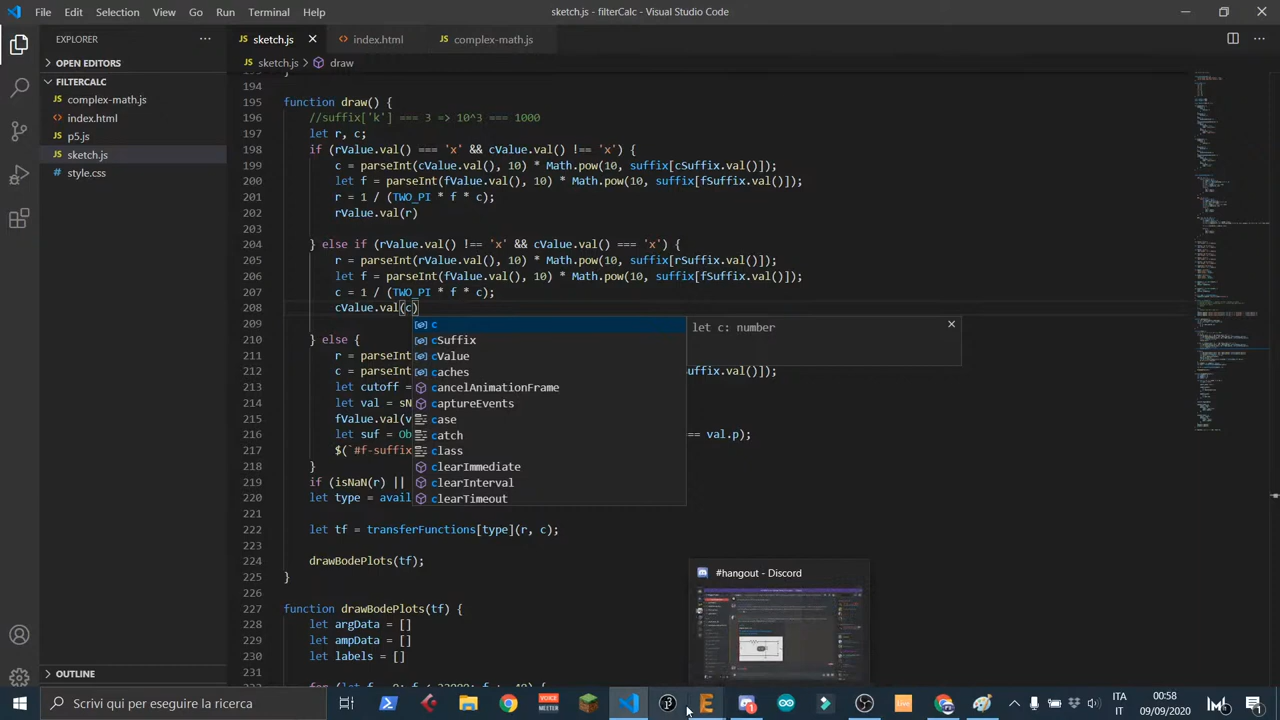 File Edit Selection View Go Run Terminal Help
sketch.js - filterCalc - Visual Studio Code
EXPLORER
sketch.js
index.html
complex-math.js
OPEN EDITORS
sketch.js > draw
FILTERCALC
complex-math.js
index.html
p5.js
sketch.js
style.css
194
195 function draw() {
196 //suffix['k'] === 3 => 10^3 === 1000
197 let r, c;
198 if (rValue.val() === 'x' && cValue.val() !== 'x') {
199 c = parseInt(cValue.val(), 10) * Math.pow(10, suffix[cSuffix.val()]);
200 let f = parseInt(fValue.val(), 10) * Math.pow(10, suffix[fSuffix.val()]);
201 r = 1 / (TWO_PI * f * c);
202 rValue.val(r)
203
204 } else if (rValue.val() !== 'x' && cValue.val() === 'x') {
205 r = parseInt(rValue.val(), 10) * Math.pow(10, suffix[rSuffix.val()]);
206 let f = parseInt(fValue.val(), 10) * Math.pow(10, suffix[fSuffix.val()]);
207 c = 1 / (TWO_PI * f * r);
208 cValue.val(c)
209
210 } else
211 r = parseInt
212 c = parseInt uffix.val()]);
213 let cutoff
214 let val =
215 fValue.val(
216 let suf = Ob == val.p);
217 $(`#f-suffix
218 }
219 if (isNaN(r) ||
220 let type = avail
221
222 let tf = transferFunctions[type](r, c);
223
224 drawBodePlots(tf);
225 }
226
227 function drawBodePlots(tf) {
228 let argData = []
229 let ampData = []
230 let labels = []
231
c
cSuffix
cValue
caches
cancelAnimationFrame
captureEvents
case
catch
class
clearImmediate
clearInterval
clearTimeout
let c: number
#hangout - Discord
OUTLINE
Scrivi qui per eseguire la ricerca
VOICE
MEETER
Live
ITA
IT
00:58
09/09/2020